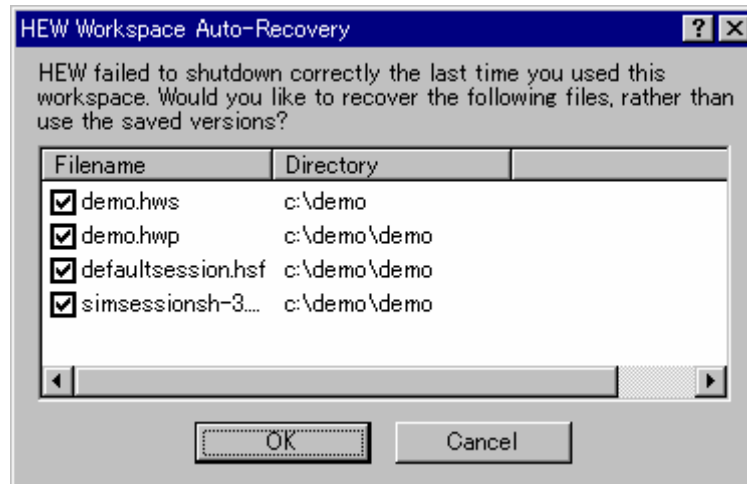 HEW Workspace Auto-Recovery
HEW failed to shutdown correctly the last time you used this
workspace. Would you like to recover the following files, rather than
use the saved versions?
Filename Directory
demo.hws c:\demo
demo.hwp c:\demo\demo
defaultsession.hsf c:\demo\demo
simsessionsh-3... c:\demo\demo
OK Cancel